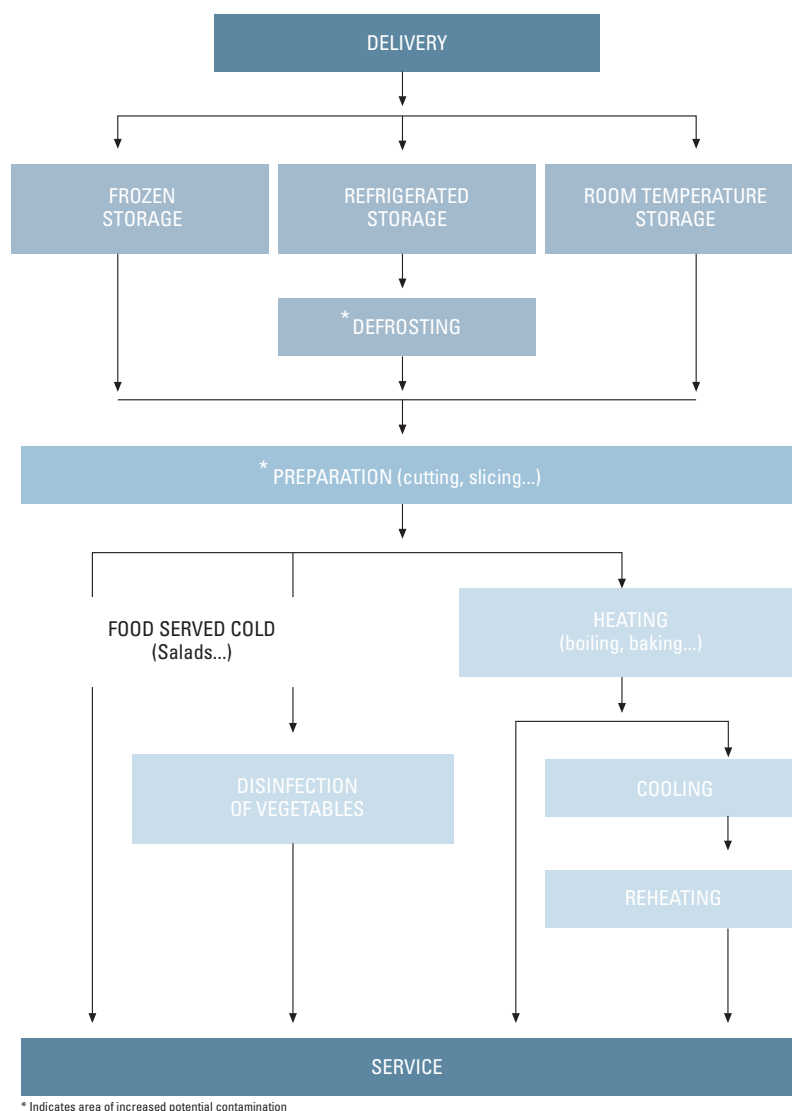 DELIVERY
FROZEN
STORAGE
REFRIGERATED
STORAGE
ROOM TEMPERATURE
STORAGE
* DEFROSTING
* PREPARATION (cutting, slicing...)
FOOD SERVED COLD
(Salads...)
HEATING
(boiling, baking...)
DISINFECTION
OF VEGETABLES
COOLING
REHEATING
SERVICE
* Indicates area of increased potential contamination